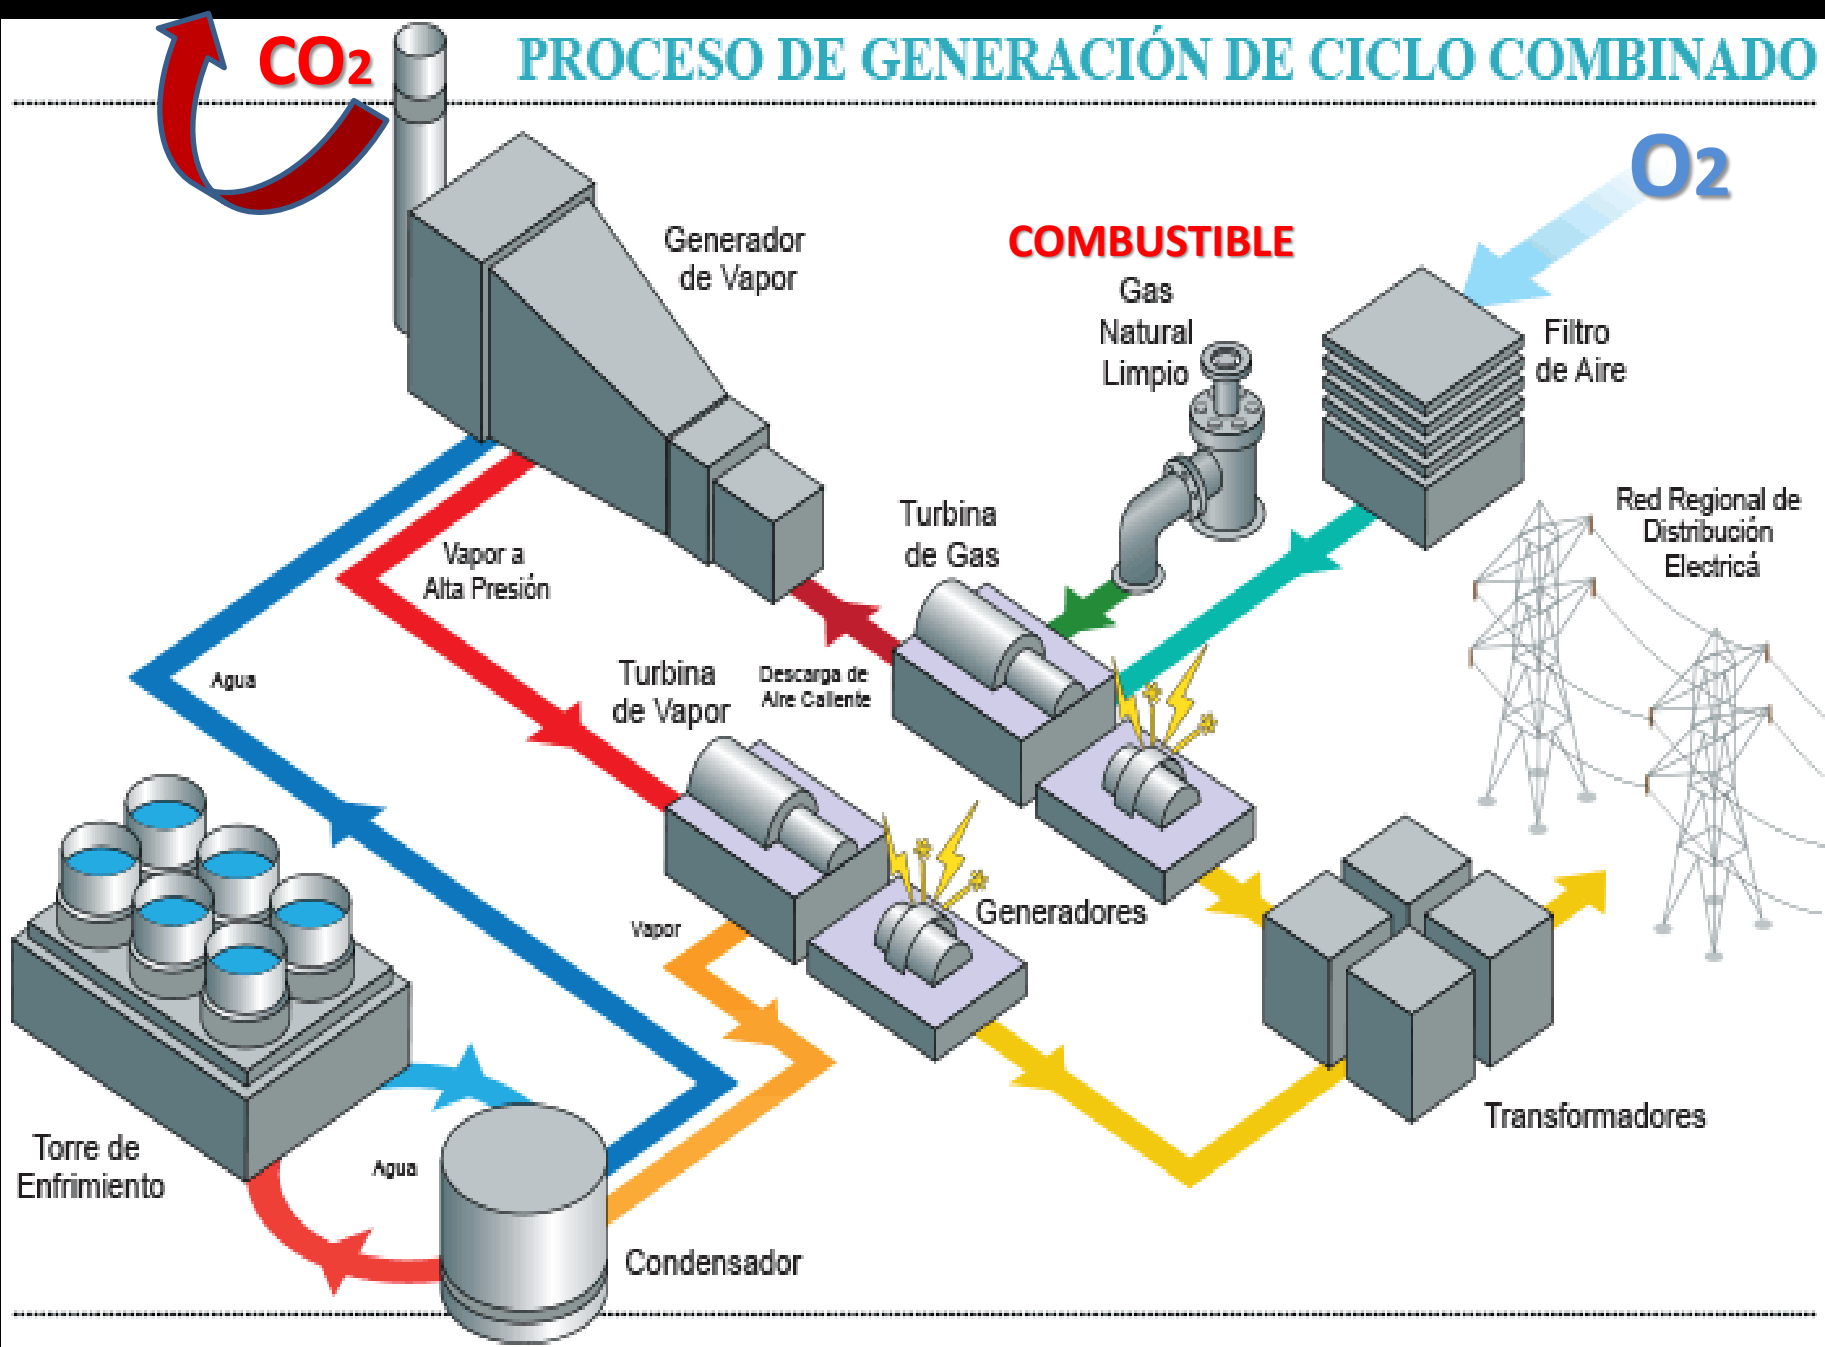 CO2
PROCESO DE GENERACIÓN DE CICLO COMBINADO
O2
Generador
de Vapor
COMBUSTIBLE
Gas
Natural
Limpio
Filtro
de Aire
Red Regional de
Distribución
Electricá
Turbina
de Gas
Vapor a
Alta Presión
Agua
Turbina
de Vapor
Descarga de
Aire Caliente
Generadores
Vapor
Transformadores
Torre de
Enfrimiento
Agua
Condensador